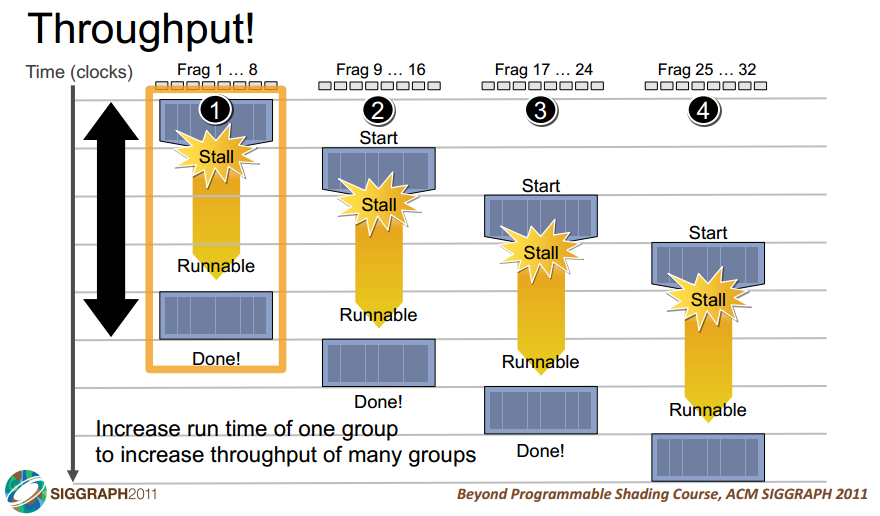 Throughput!
Time (clocks)
Frag 1 … 8
Frag 9 … 16
Frag 17 … 24
Frag 25 … 32
1
2
3
4
Start
Stall
Start
Stall
Start
Stall
Runnable
Stall
Runnable
Done!
Runnable
Done!
Runnable
Done!
Increase run time of one group
to increase throughput of many groups
SIGGRAPH2011
Beyond Programmable Shading Course, ACM SIGGRAPH 2011